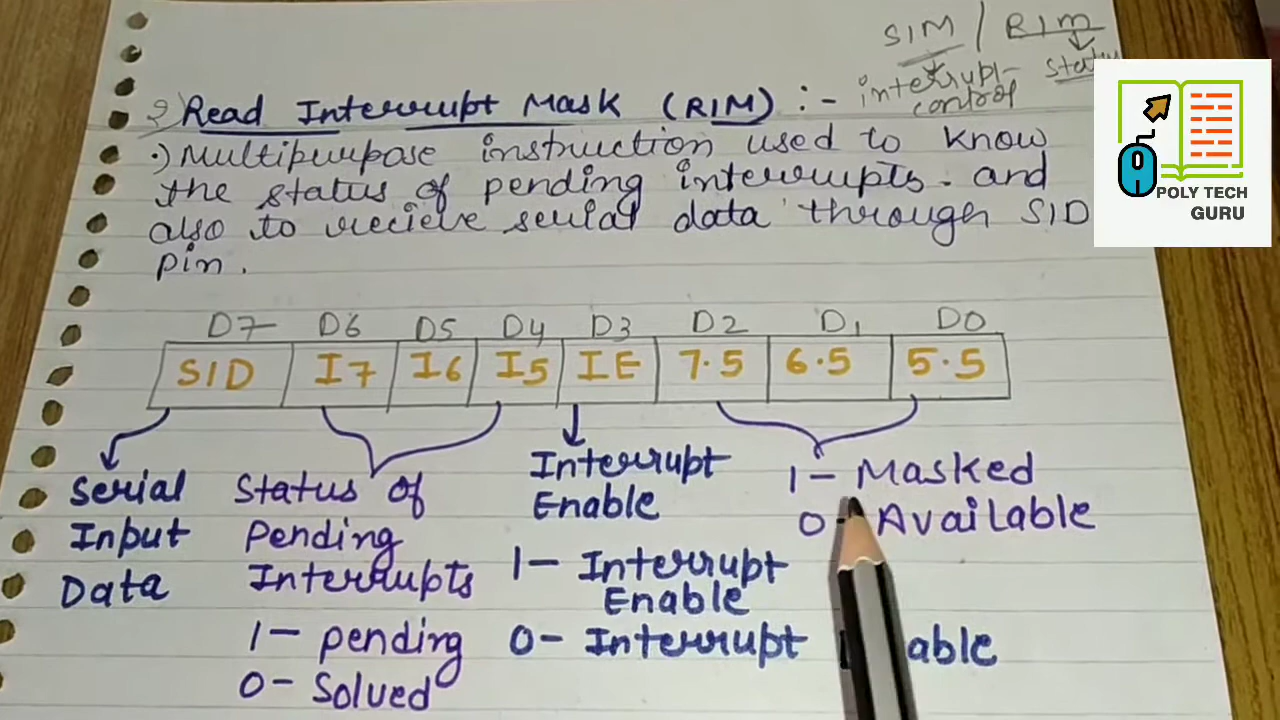 SIM / RIM
interrupt- control
2) Read Interrupt Mask (RIM) :-
.) Multipurpose instruction used to know
the status of pending interrupts. and
also to recieve serial data through SID
pin.
D7 D6 D5 D4 D3 D2 D1 D0
SID I7 I6 I5 IE 7.5 6.5 5.5
Serial
Input
Data
Status of
Pending
Interrupts
1- pending
0- Solved
Interrupt
Enable
1- Interrupt
Enable
0- Interrupt able
1- Masked
0- Available
POLY TECH
GURU